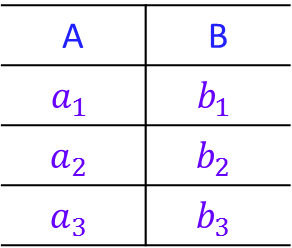 A B
a₁ b₁
a₂ b₂
a₃ b₃